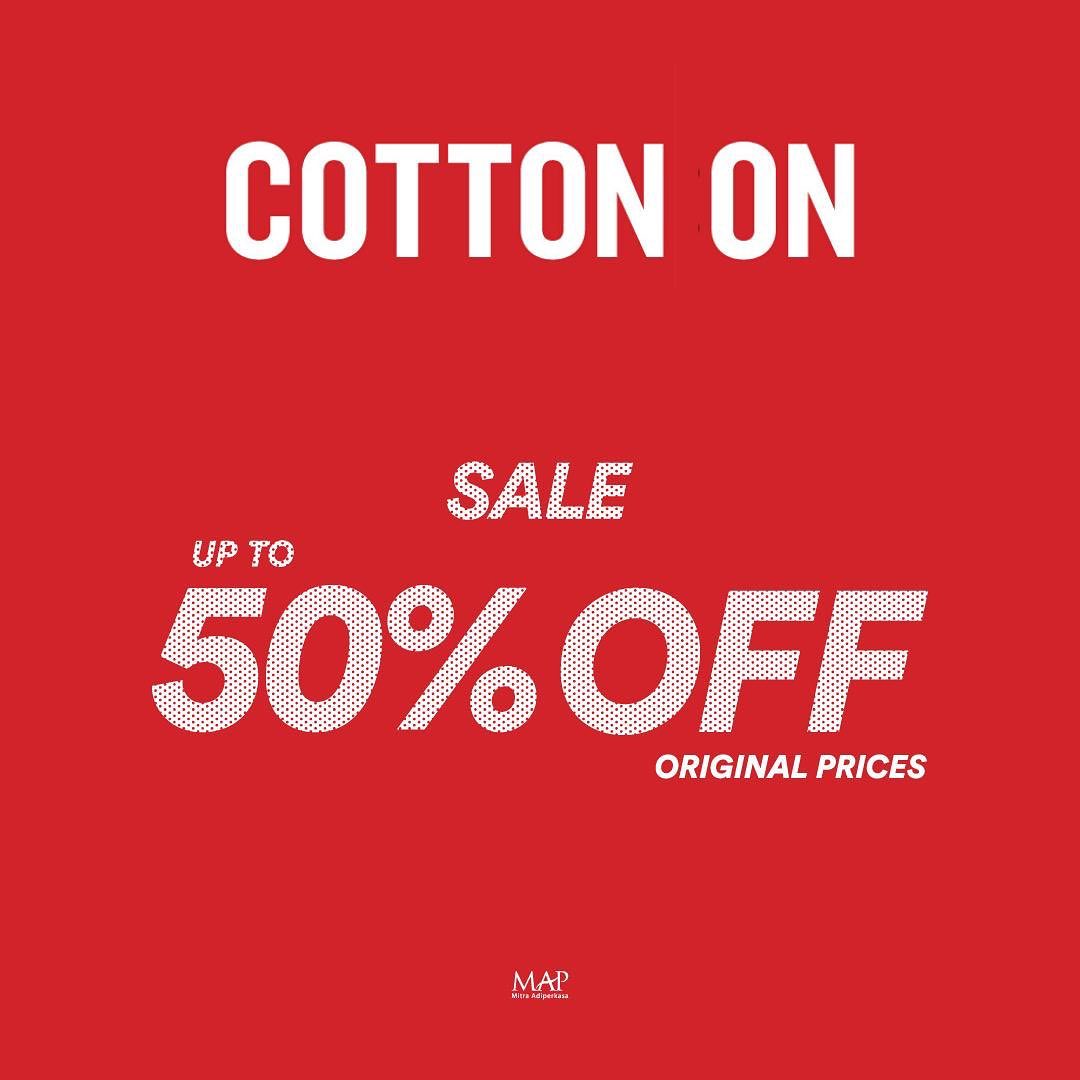 COTTON ON
SALE
UP TO
50% OFF
ORIGINAL PRICES
MAP
Mitra Adiperkasa